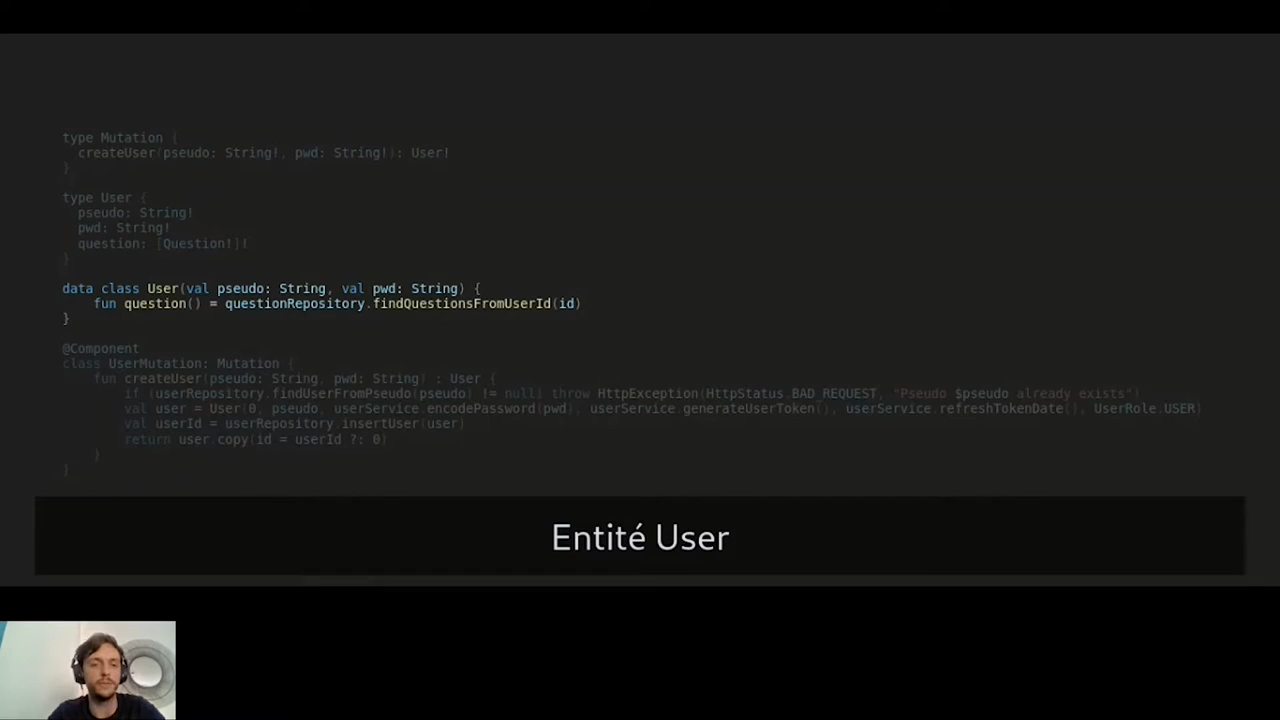 type Mutation {
createUser(pseudo: String!, pwd: String!): User!
}
type User {
pseudo: String!
pwd: String!
question: [Question!]!
}
data class User(val pseudo: String, val pwd: String) {
fun question() = questionRepository.findQuestionsFromUserId(id)
}
@Component
class UserMutation: Mutation {
fun createUser(pseudo: String, pwd: String) : User {
if (userRepository.findUserFromPseudo(pseudo) != null) throw HttpException(HttpStatus.BAD_REQUEST, "Pseudo $pseudo already exists")
val user = User(0, pseudo, userService.encodePassword(pwd), userService.generateUserToken(), userService.refreshTokenDate(), UserRole.USER)
val userId = userRepository.insertUser(user)
return user.copy(id = userId ?: 0)
}
}
Entité User